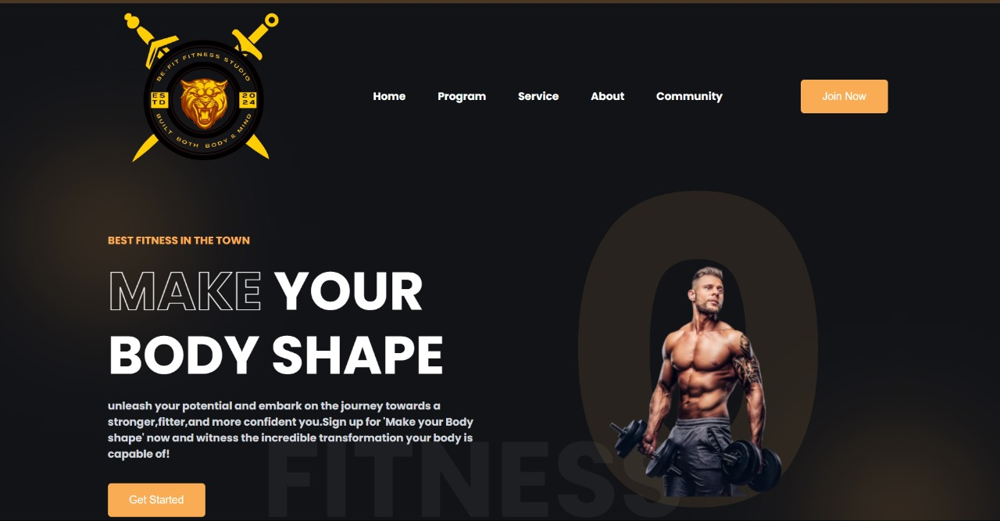 BE-FIT FITNESS STUDIO
ES
TD
20
24
BUILT BOTH BODY & MIND
Home Program Service About Community Join Now
BEST FITNESS IN THE TOWN
MAKE YOUR
BODY SHAPE
unleash your potential and embark on the journey towards a
stronger,fitter,and more confident you.Sign up for 'Make your Body
shape' now and witness the incredible transformation your body is
capable of!
FITNESS
Get Started